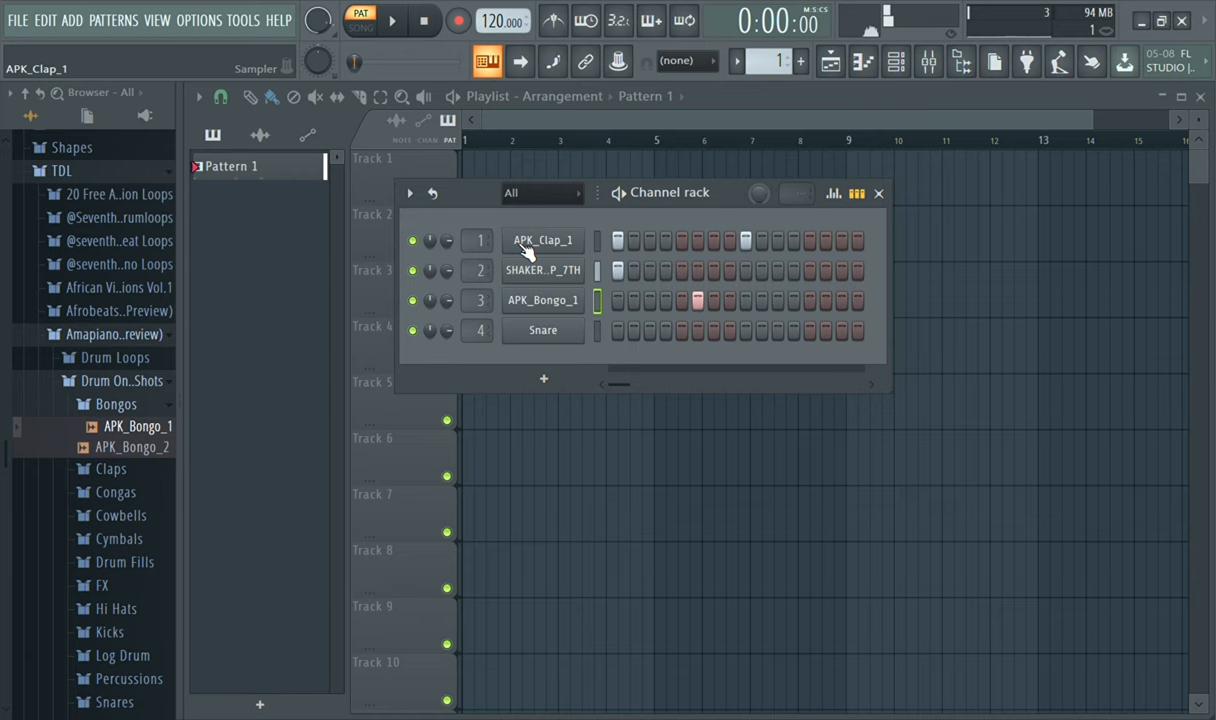 FILE EDIT ADD PATTERNS VIEW OPTIONS TOOLS HELP
PAT
SONG
120.000
3.2.
0:00:00
M:S:CS
3
94 MB
1
APK_Clap_1
Sampler
(none)
1
05-08 FL
STUDIO |..
Browser - All
Playlist - Arrangement › Pattern 1 ›
Shapes
TDL
20 Free A..ion Loops
@Seventh..rumloops
@seventh..eat Loops
@seventh..no Loops
African Vi..ions Vol.1
Afrobeats..Preview)
Amapiano..review)
Drum Loops
Drum On..Shots
Bongos
APK_Bongo_1
APK_Bongo_2
Claps
Congas
Cowbells
Cymbals
Drum Fills
FX
Hi Hats
Kicks
Log Drum
Percussions
Snares
Pattern 1
NOTE CHAN PAT
1 2 3 4 5 6 7 8 9 10 11 12 13 14 15
Track 1
Track 2
Track 3
Track 4
Track 5
Track 6
Track 7
Track 8
Track 9
Track 10
All
Channel rack
1 APK_Clap_1
2 SHAKER..P_7TH
3 APK_Bongo_1
4 Snare